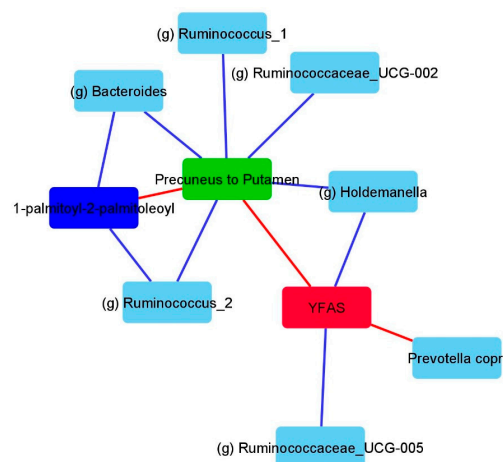 (g) Ruminococcus_1
(g) Ruminococcaceae_UCG-002
(g) Bacteroides
Precuneus to Putamen
(g) Holdemanella
1-palmitoyl-2-palmitoleoyl
(g) Ruminococcus_2
YFAS
Prevotella copr
(g) Ruminococcaceae_UCG-005